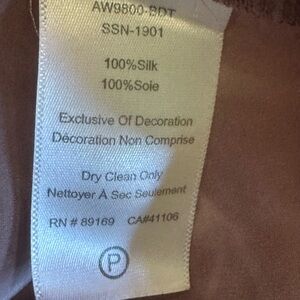 AW9800-BDT
SSN-1901
100%Silk
100%Soie
Exclusive Of Decoration
Décoration Non Comprise
Dry Clean Only
Nettoyer À Sec Seulement
RN # 89169 CA#41106
P